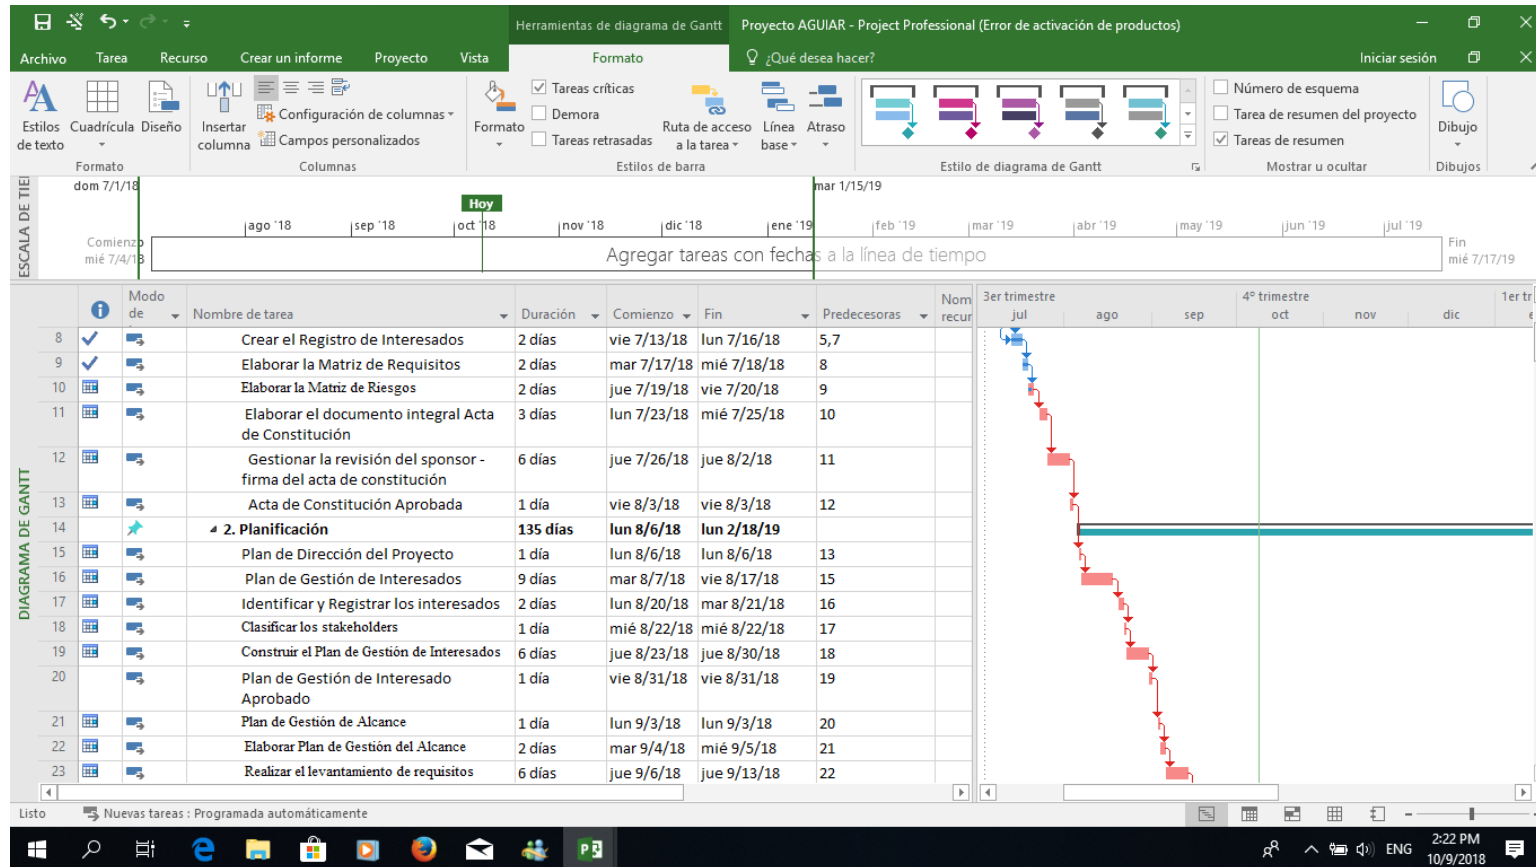 Herramientas de diagrama de Gantt
Proyecto AGUIAR - Project Professional (Error de activación de productos)
Archivo Tarea Recurso Crear un informe Proyecto Vista Formato ¿Qué desea hacer? Iniciar sesión
Estilos de texto
Cuadrícula
Diseño
Formato
Insertar columna
Configuración de columnas
Campos personalizados
Columnas
Formato
Tareas críticas
Demora
Tareas retrasadas
Ruta de acceso a la tarea
Línea base
Atraso
Estilos de barra
Estilo de diagrama de Gantt
Número de esquema
Tarea de resumen del proyecto
Tareas de resumen
Mostrar u ocultar
Dibujo
Dibujos
ESCALA DE TIE
dom 7/1/18 mar 1/15/19
Hoy
ago '18 sep '18 oct '18 nov '18 dic '18 ene '19 feb '19 mar '19 abr '19 may '19 jun '19 jul '19
Comienzo
mié 7/4/18
Agregar tareas con fechas a la línea de tiempo
Fin
mié 7/17/19
DIAGRAMA DE GANTT
Modo de Nombre de tarea Duración Comienzo Fin Predecesoras Nom recur
3er trimestre 4º trimestre 1er tr
jul ago sep oct nov dic e
8 Crear el Registro de Interesados 2 días vie 7/13/18 lun 7/16/18 5,7
9 Elaborar la Matriz de Requisitos 2 días mar 7/17/18 mié 7/18/18 8
10 Elaborar la Matriz de Riesgos 2 días jue 7/19/18 vie 7/20/18 9
11 Elaborar el documento integral Acta 3 días lun 7/23/18 mié 7/25/18 10
de Constitución
12 Gestionar la revisión del sponsor - 6 días jue 7/26/18 jue 8/2/18 11
firma del acta de constitución
13 Acta de Constitución Aprobada 1 día vie 8/3/18 vie 8/3/18 12
14 2. Planificación 135 días lun 8/6/18 lun 2/18/19
15 Plan de Dirección del Proyecto 1 día lun 8/6/18 lun 8/6/18 13
16 Plan de Gestión de Interesados 9 días mar 8/7/18 vie 8/17/18 15
17 Identificar y Registrar los interesados 2 días lun 8/20/18 mar 8/21/18 16
18 Clasificar los stakeholders 1 día mié 8/22/18 mié 8/22/18 17
19 Construir el Plan de Gestión de Interesados 6 días jue 8/23/18 jue 8/30/18 18
20 Plan de Gestión de Interesado 1 día vie 8/31/18 vie 8/31/18 19
Aprobado
21 Plan de Gestión de Alcance 1 día lun 9/3/18 lun 9/3/18 20
22 Elaborar Plan de Gestión del Alcance 2 días mar 9/4/18 mié 9/5/18 21
23 Realizar el levantamiento de requisitos 6 días jue 9/6/18 jue 9/13/18 22
Listo Nuevas tareas : Programada automáticamente
ENG 2:22 PM
10/9/2018